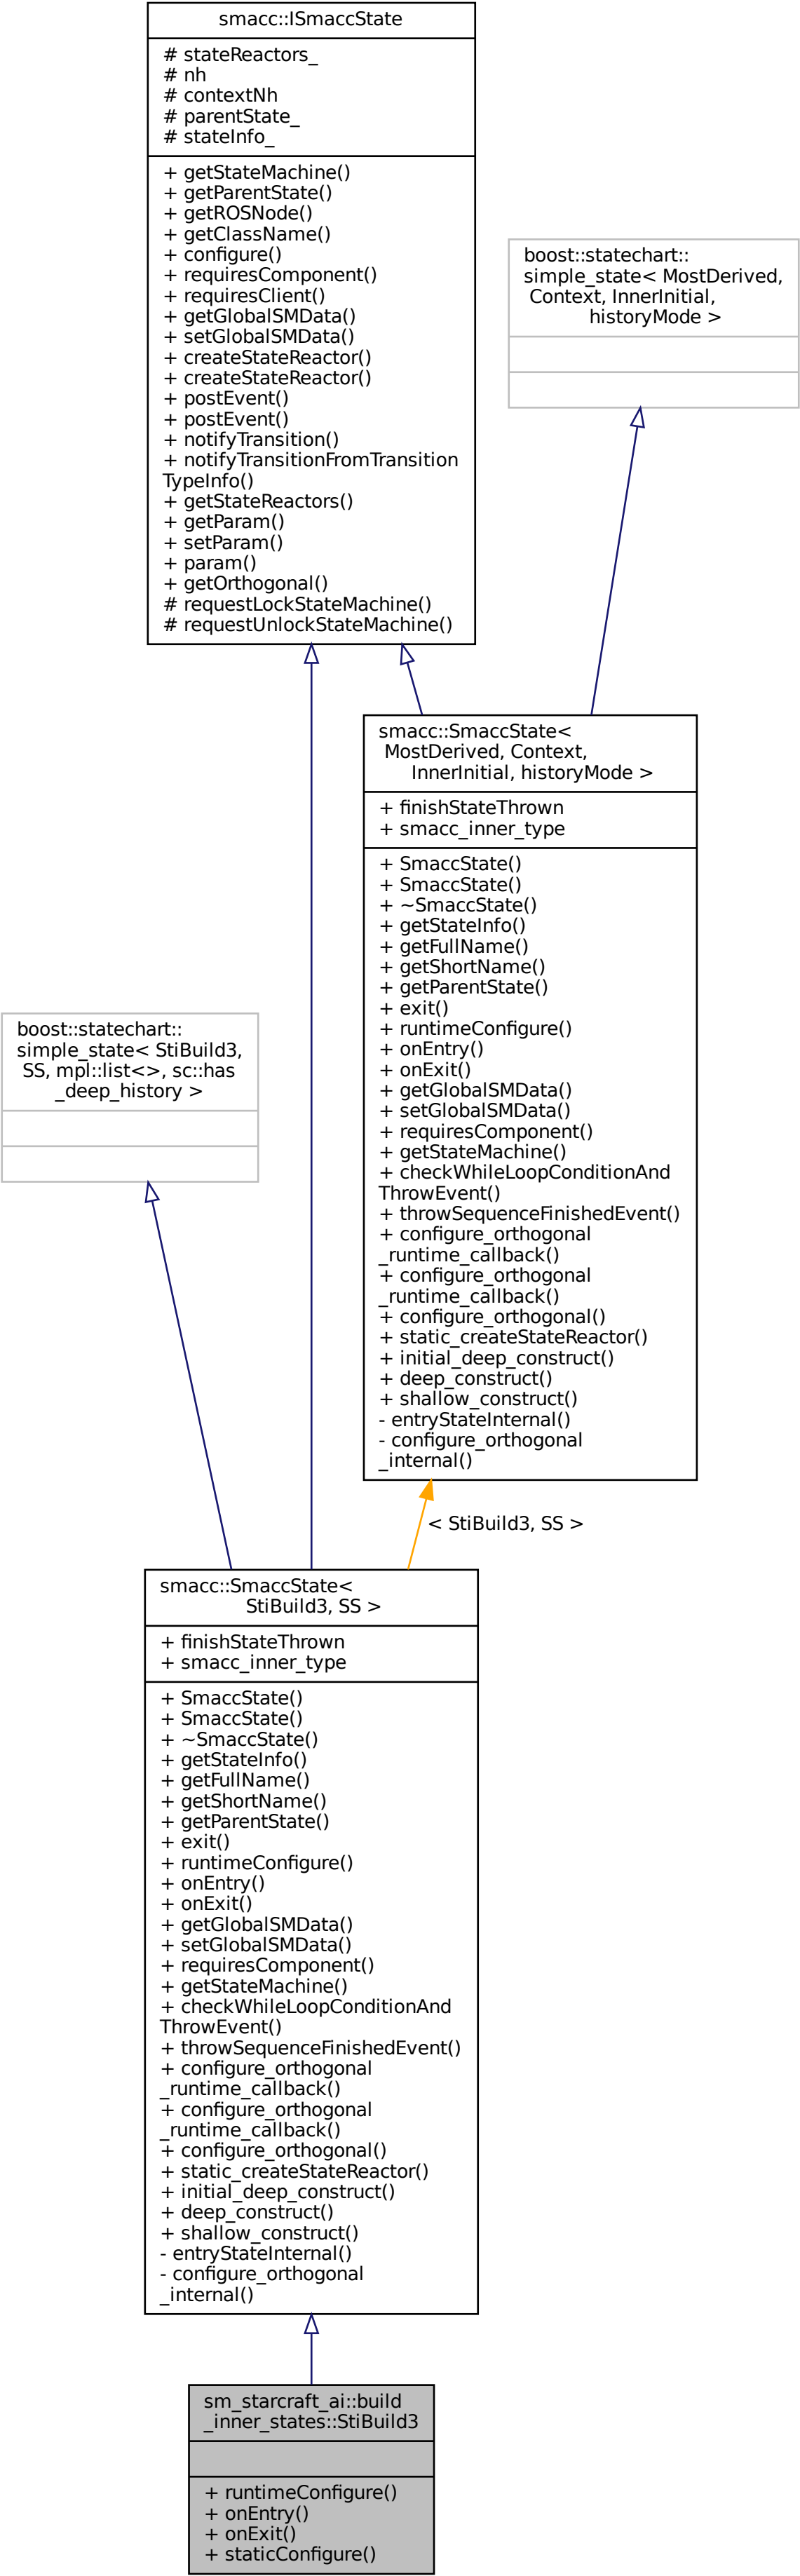 smacc::ISmaccState
# stateReactors_
# nh
# contextNh
# parentState_
# stateInfo_
+ getStateMachine()
+ getParentState()
+ getROSNode()
+ getClassName()
+ configure()
+ requiresComponent()
+ requiresClient()
+ getGlobalSMData()
+ setGlobalSMData()
+ createStateReactor()
+ createStateReactor()
+ postEvent()
+ postEvent()
+ notifyTransition()
+ notifyTransitionFromTransition
TypeInfo()
+ getStateReactors()
+ getParam()
+ setParam()
+ param()
+ getOrthogonal()
# requestLockStateMachine()
# requestUnlockStateMachine()
boost::statechart::
simple_state< MostDerived,
Context, InnerInitial,
historyMode >
smacc::SmaccState<
MostDerived, Context,
InnerInitial, historyMode >
+ finishStateThrown
+ smacc_inner_type
+ SmaccState()
+ SmaccState()
+ ~SmaccState()
+ getStateInfo()
+ getFullName()
+ getShortName()
+ getParentState()
+ exit()
+ runtimeConfigure()
+ onEntry()
+ onExit()
+ getGlobalSMData()
+ setGlobalSMData()
+ requiresComponent()
+ getStateMachine()
+ checkWhileLoopConditionAnd
ThrowEvent()
+ throwSequenceFinishedEvent()
+ configure_orthogonal
_runtime_callback()
+ configure_orthogonal
_runtime_callback()
+ configure_orthogonal()
+ static_createStateReactor()
+ initial_deep_construct()
+ deep_construct()
+ shallow_construct()
- entryStateInternal()
- configure_orthogonal
_internal()
boost::statechart::
simple_state< StiBuild3,
SS, mpl::list<>, sc::has
_deep_history >
< StiBuild3, SS >
smacc::SmaccState<
StiBuild3, SS >
+ finishStateThrown
+ smacc_inner_type
+ SmaccState()
+ SmaccState()
+ ~SmaccState()
+ getStateInfo()
+ getFullName()
+ getShortName()
+ getParentState()
+ exit()
+ runtimeConfigure()
+ onEntry()
+ onExit()
+ getGlobalSMData()
+ setGlobalSMData()
+ requiresComponent()
+ getStateMachine()
+ checkWhileLoopConditionAnd
ThrowEvent()
+ throwSequenceFinishedEvent()
+ configure_orthogonal
_runtime_callback()
+ configure_orthogonal
_runtime_callback()
+ configure_orthogonal()
+ static_createStateReactor()
+ initial_deep_construct()
+ deep_construct()
+ shallow_construct()
- entryStateInternal()
- configure_orthogonal
_internal()
sm_starcraft_ai::build
_inner_states::StiBuild3
+ runtimeConfigure()
+ onEntry()
+ onExit()
+ staticConfigure()